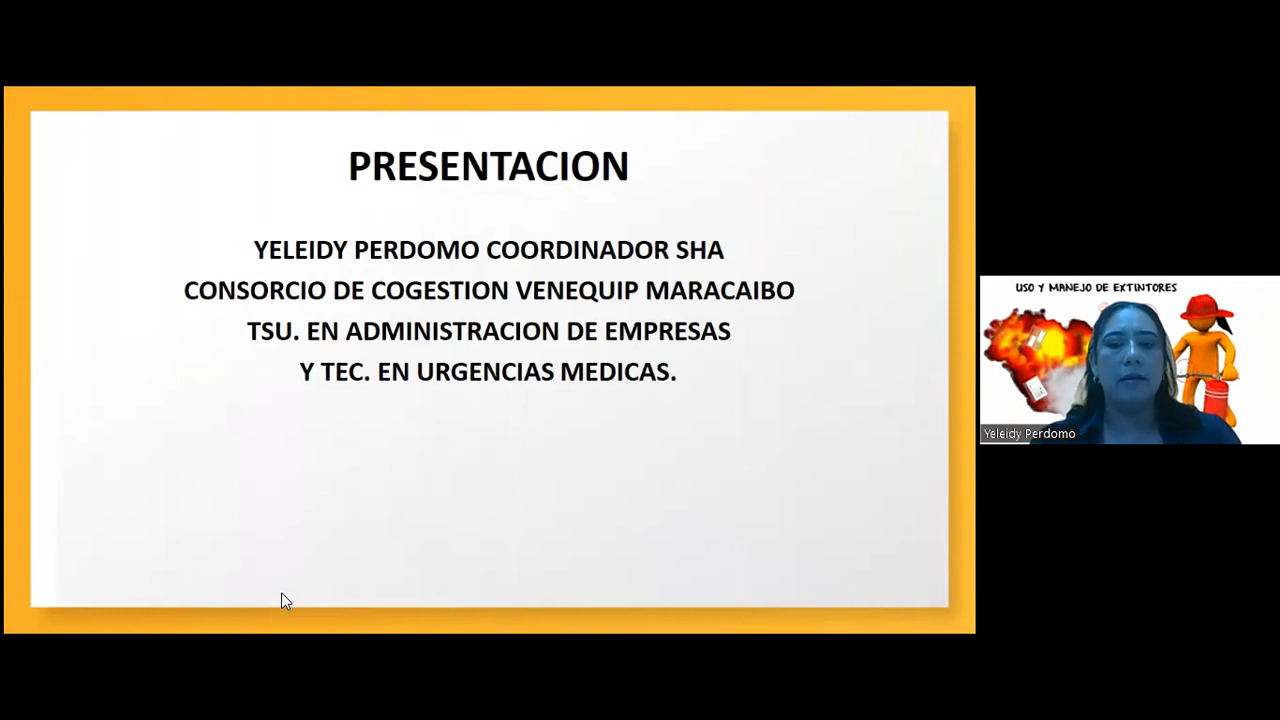 PRESENTACION
YELEIDY PERDOMO COORDINADOR SHA
CONSORCIO DE COGESTION VENEQUIP MARACAIBO
TSU. EN ADMINISTRACION DE EMPRESAS
Y TEC. EN URGENCIAS MEDICAS.
USO Y MANEJO DE EXTINTORES
Yeleidy Perdomo